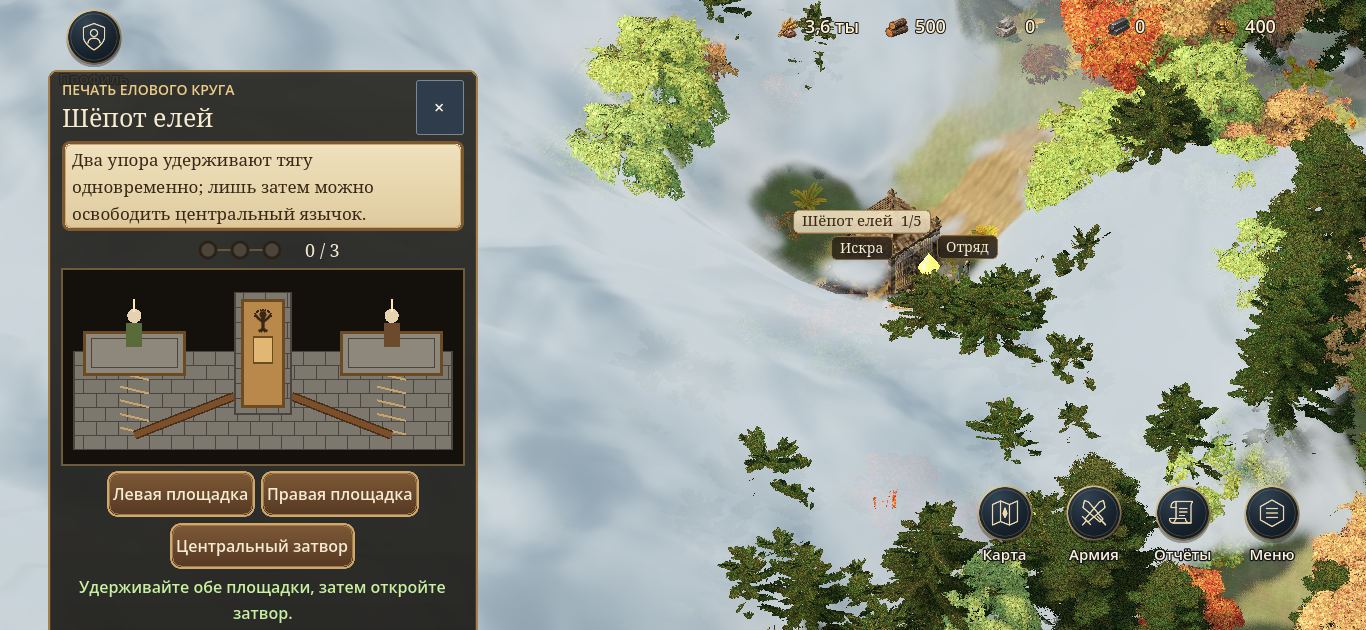 3,6 ты
500
0
0
400
Профиль
ПЕЧАТЬ ЕЛОВОГО КРУГА
Шёпот елей
×
Два упора удерживают тягу
одновременно; лишь затем можно
освободить центральный язычок.
0 / 3
Шёпот елей 1/5
Искра
Отряд
Левая площадка
Правая площадка
Центральный затвор
Удерживайте обе площадки, затем откройте
затвор.
Карта
Армия
Отчёты
Меню